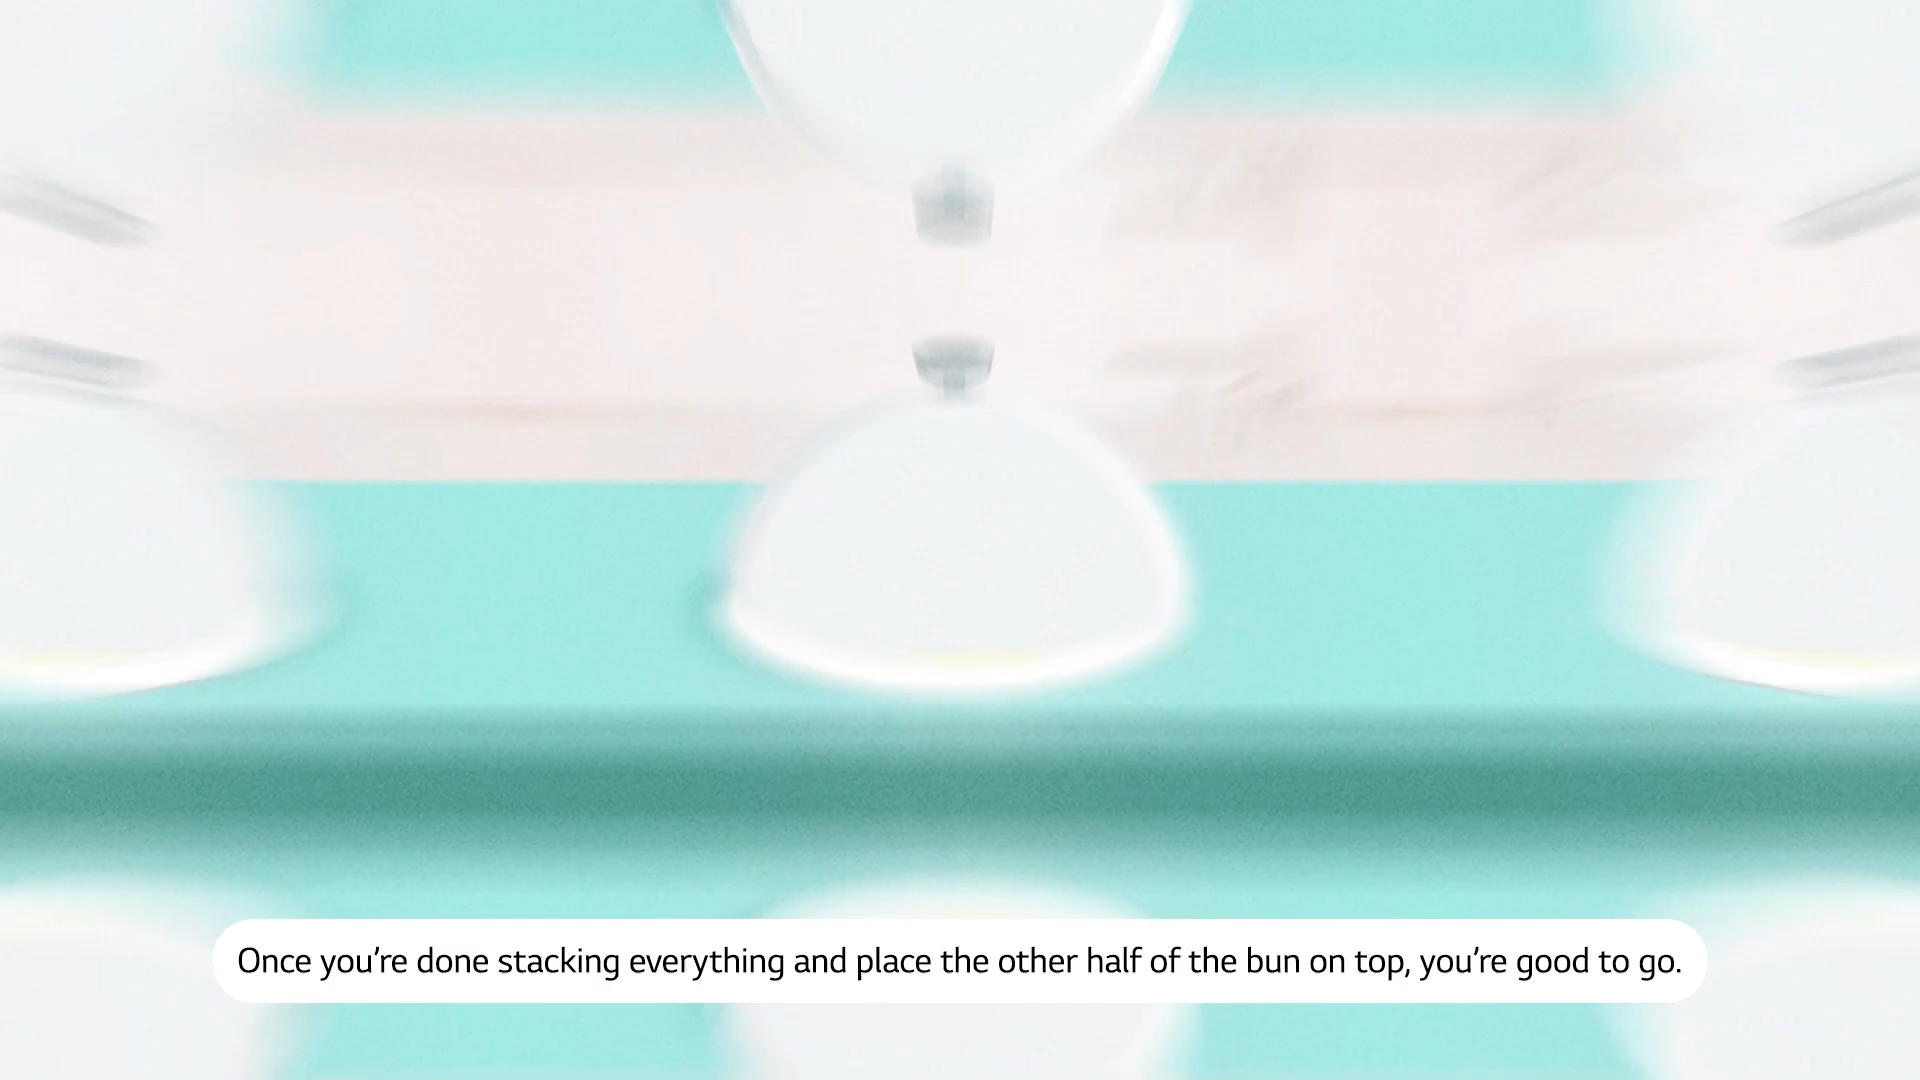 Once you’re done stacking everything and place the other half of the bun on top, you’re good to go.